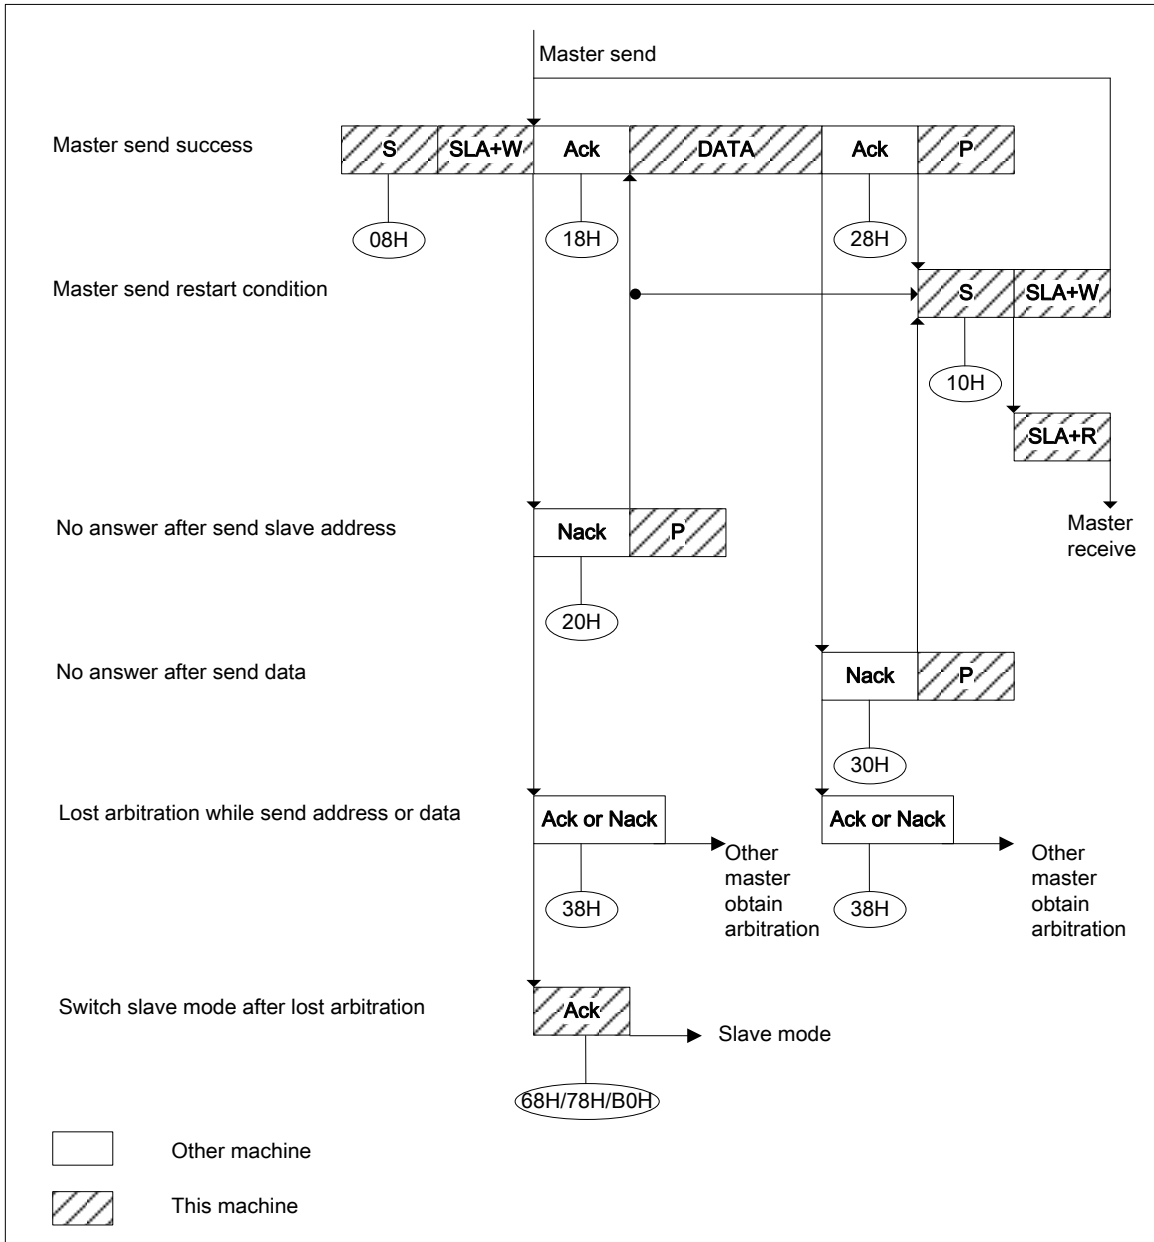 Master send
Master send success
S SLA+W Ack DATA Ack P
08H 18H 28H
Master send restart condition
S SLA+W
10H
SLA+R
Master
receive
No answer after send slave address
Nack P
20H
No answer after send data
Nack P
30H
Lost arbitration while send address or data
Ack or Nack
Other
master
obtain
arbitration
38H
Ack or Nack
Other
master
obtain
arbitration
38H
Switch slave mode after lost arbitration
Ack
Slave mode
68H/78H/B0H
Other machine
This machine